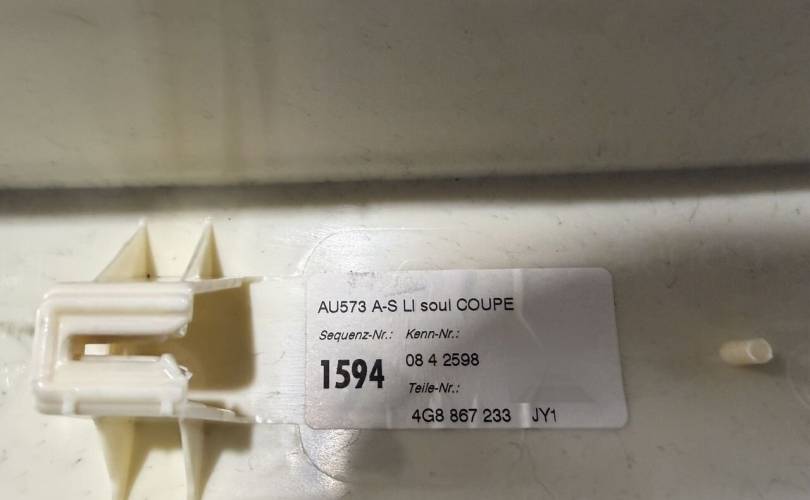 AU573 A-S LI soul COUPE
Sequenz-Nr.: Kenn-Nr.:
1594 08 4 2598
Teile-Nr.:
4G8 867 233 JY1